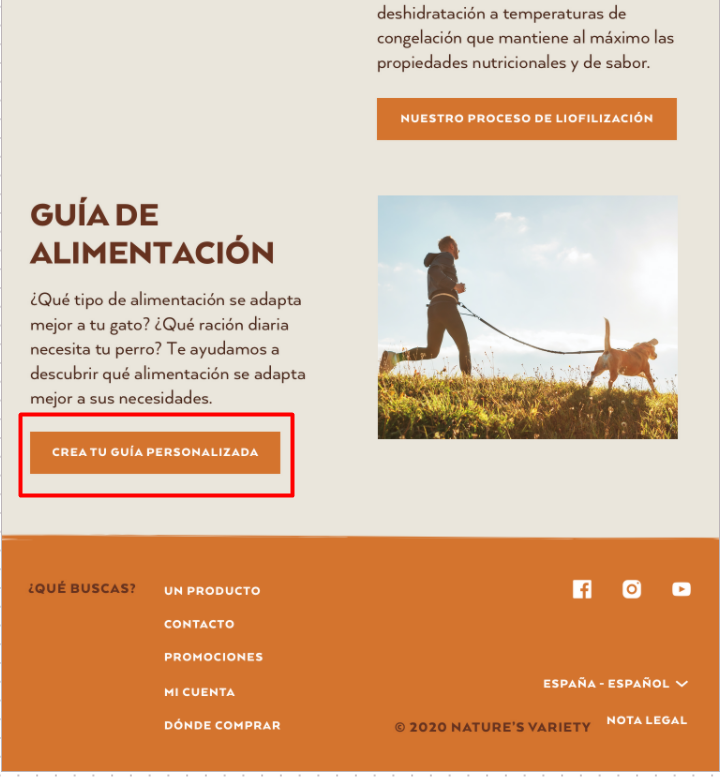 deshidratación a temperaturas de
congelación que mantiene al máximo las
propiedades nutricionales y de sabor.
NUESTRO PROCESO DE LIOFILIZACIÓN
GUÍA DE
ALIMENTACIÓN
¿Qué tipo de alimentación se adapta
mejor a tu gato? ¿Qué ración diaria
necesita tu perro? Te ayudamos a
descubrir qué alimentación se adapta
mejor a sus necesidades.
CREA TU GUÍA PERSONALIZADA
¿QUÉ BUSCAS?
UN PRODUCTO
CONTACTO
PROMOCIONES
MI CUENTA
DÓNDE COMPRAR
ESPAÑA - ESPAÑOL
© 2020 NATURE'S VARIETY
NOTA LEGAL